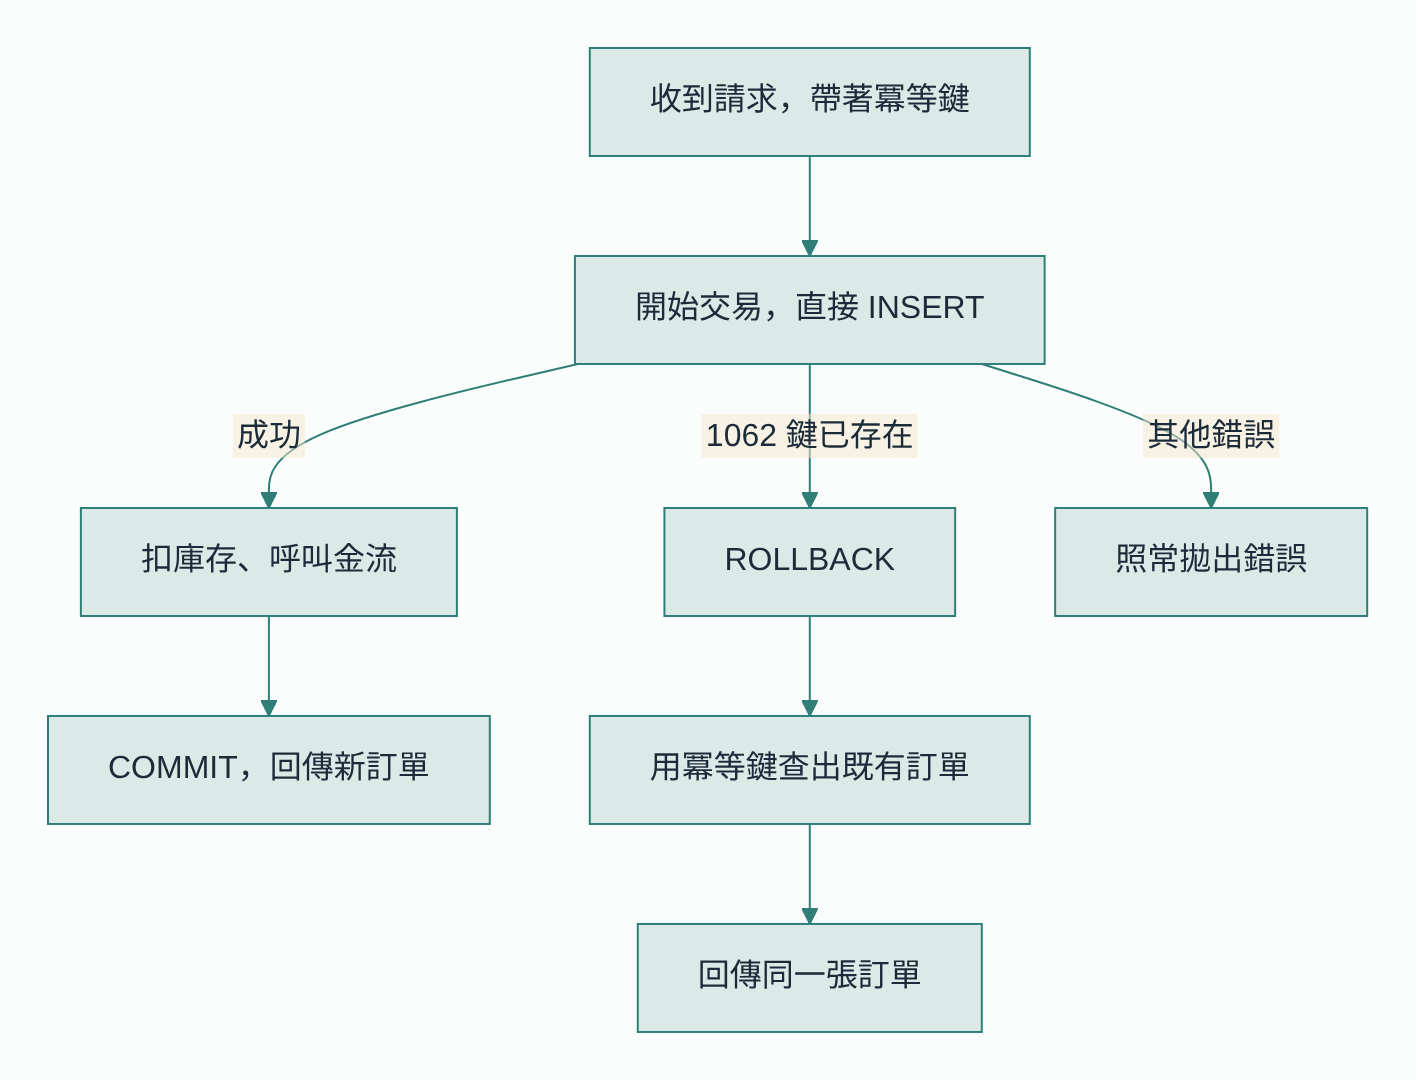 收到請求，帶著冪等鍵
開始交易，直接 INSERT
成功
1062 鍵已存在
其他錯誤
扣庫存、呼叫金流
ROLLBACK
照常拋出錯誤
COMMIT，回傳新訂單
用冪等鍵查出既有訂單
回傳同一張訂單